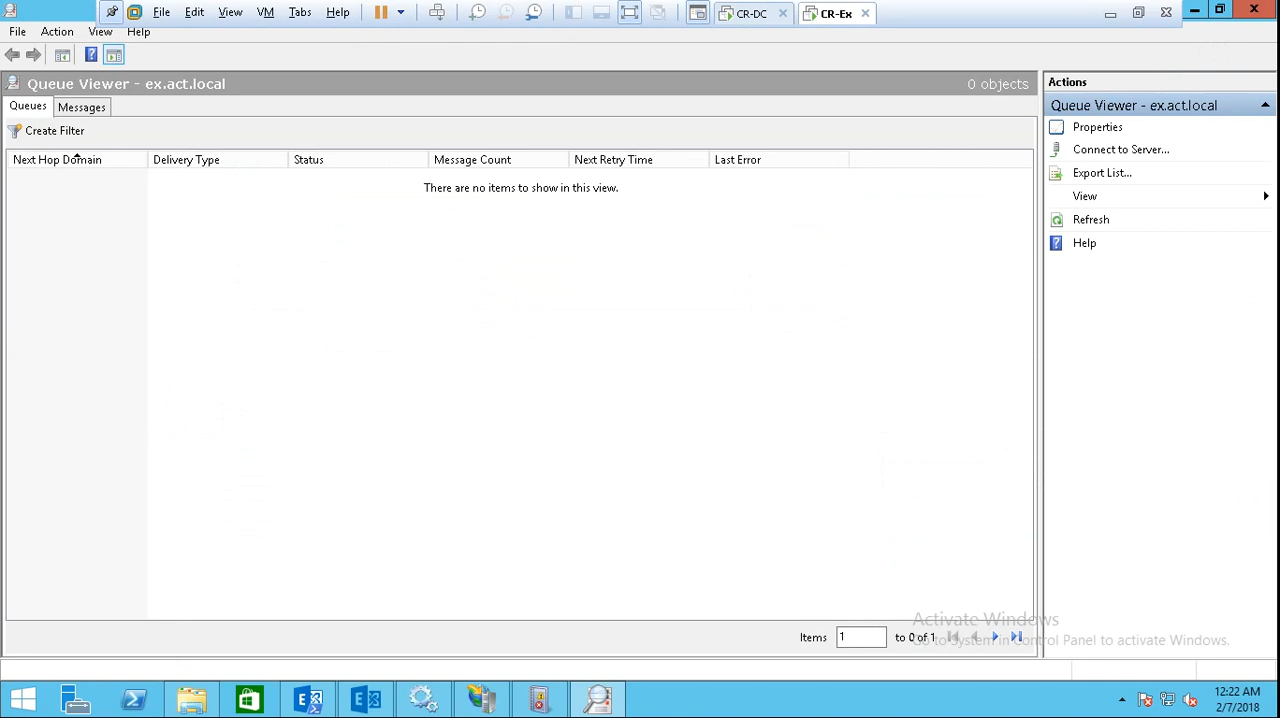 File Edit View VM Tabs Help CR-DC CR-Ex
File Action View Help
Queue Viewer - ex.act.local 0 objects
Queues Messages
Create Filter
Next Hop Domain Delivery Type Status Message Count Next Retry Time Last Error
There are no items to show in this view.
Items 1 to 0 of 1
Actions
Queue Viewer - ex.act.local
Properties
Connect to Server...
Export List...
View
Refresh
Help
Activate Windows
Go to System in Control Panel to activate Windows.
12:22 AM
2/7/2018